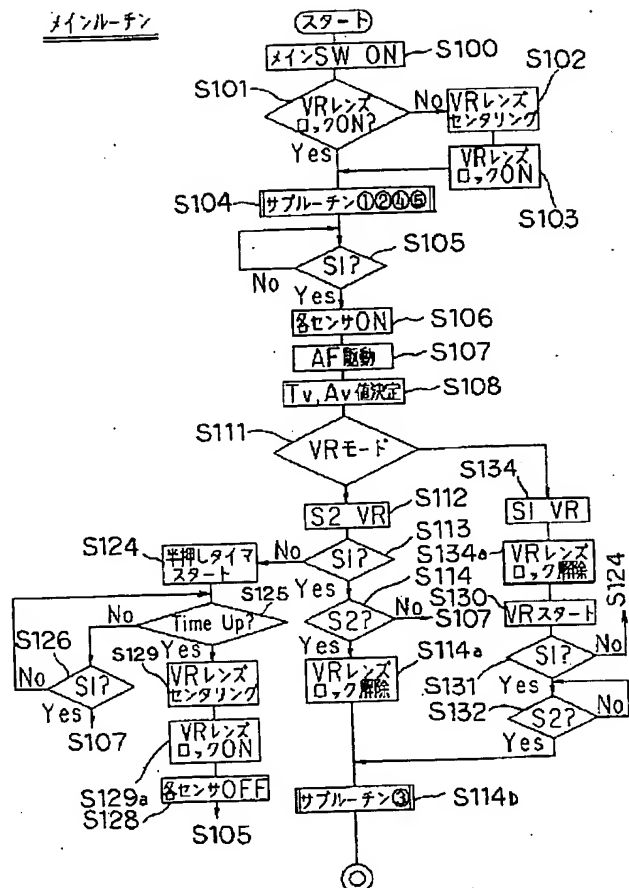 メインルーチン
スタート
メインSW ON
S100
S101
VRレンズ
ロックON?
No
Yes
S102
VRレンズ
センタリング
VRレンズ
ロックON
S103
S104
サブルーチン①②④⑤
S105
S1?
No
Yes
各センサON
S106
AF駆動
S107
Tv,Av値決定
S108
S111
VRモード
S2 VR
S112
S134
S1 VR
S113
S1?
No
Yes
S124
半押しタイマ
スタート
S134a
VRレンズ
ロック解除
S124
S114
S2?
No
S107
Yes
S130
VRスタート
S125
Time Up?
No
Yes
S126
S1?
No
Yes
S107
S129
VRレンズ
センタリング
VRレンズ
ロック解除
S114a
S1?
No
S131
Yes
S132
S2?
No
Yes
VRレンズ
ロックON
S129a
各センサOFF
S128
S105
サブルーチン③
S114b